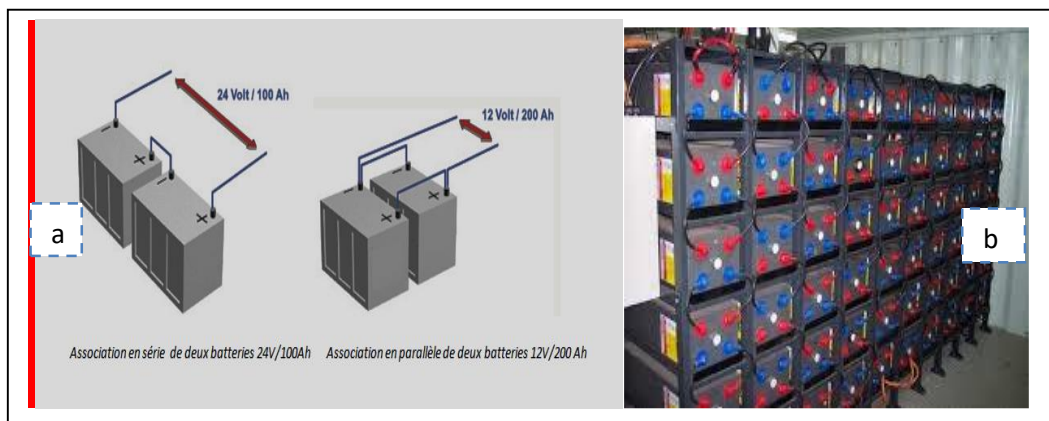 24 Volt / 100 Ah
12 Volt / 200 Ah
a
b
Association en série de deux batteries 24V/100Ah
Association en parallèle de deux batteries 12V/200 Ah